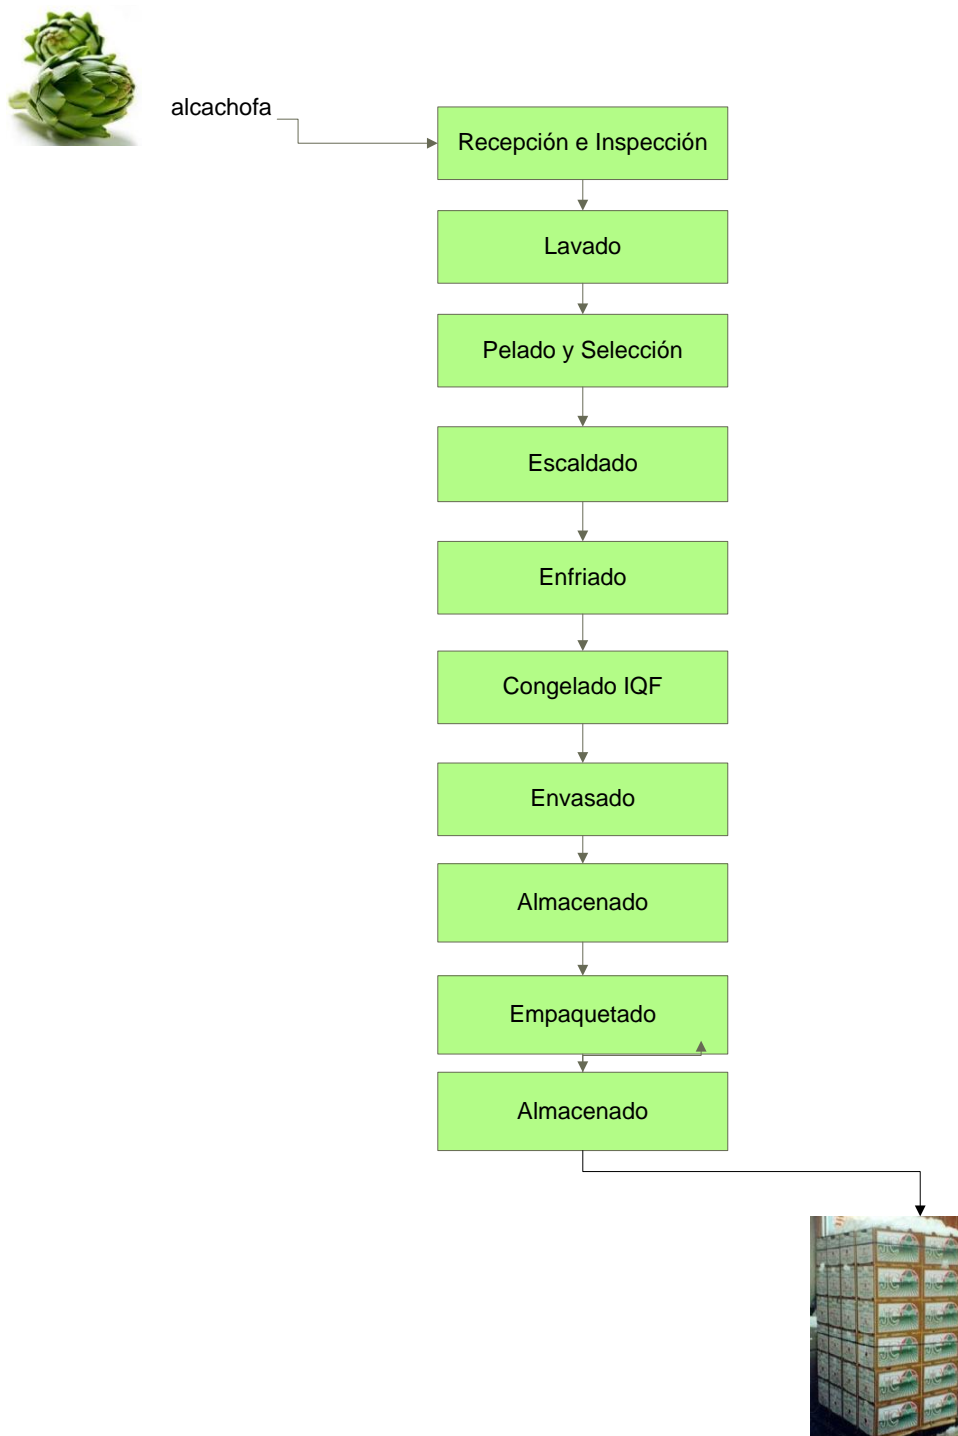 alcachofa
Recepción e Inspección
Lavado
Pelado y Selección
Escaldado
Enfriado
Congelado IQF
Envasado
Almacenado
Empaquetado
Almacenado